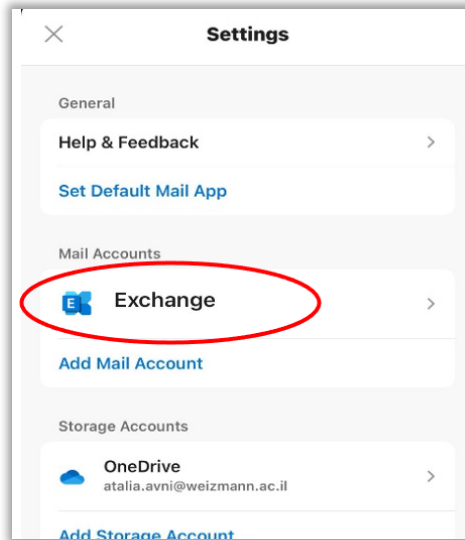 Settings
General
Help & Feedback
Set Default Mail App
Mail Accounts
E
Exchange
Add Mail Account
Storage Accounts
OneDrive
atalia.avni@weizmann.ac.il
Add Storage Account